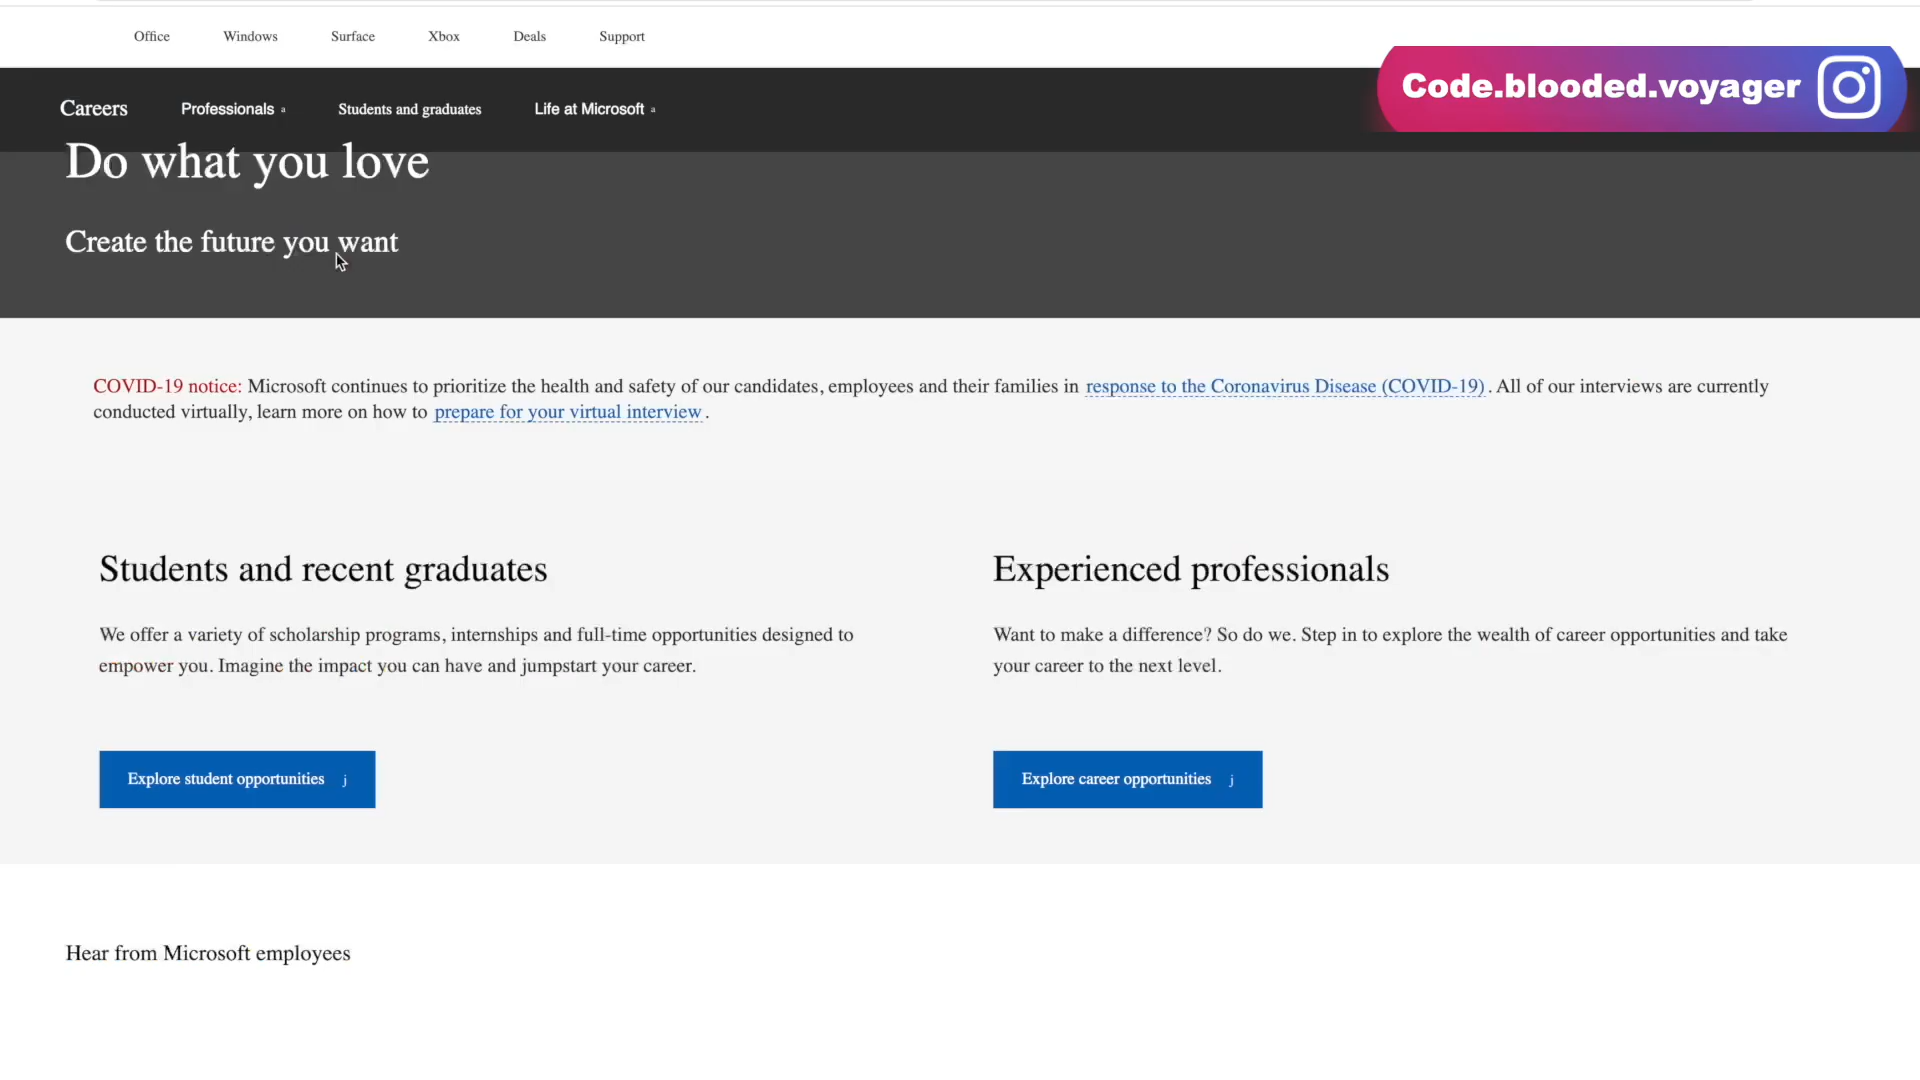 Office Windows Surface Xbox Deals Support
Code.blooded.voyager
Careers Professionals a Students and graduates Life at Microsoft a
Do what you love
Create the future you want
COVID-19 notice: Microsoft continues to prioritize the health and safety of our candidates, employees and their families in response to the Coronavirus Disease (COVID-19). All of our interviews are currently
conducted virtually, learn more on how to prepare for your virtual interview.
Students and recent graduates
We offer a variety of scholarship programs, internships and full-time opportunities designed to
empower you. Imagine the impact you can have and jumpstart your career.
Explore student opportunities j
Experienced professionals
Want to make a difference? So do we. Step in to explore the wealth of career opportunities and take
your career to the next level.
Explore career opportunities j
Hear from Microsoft employees